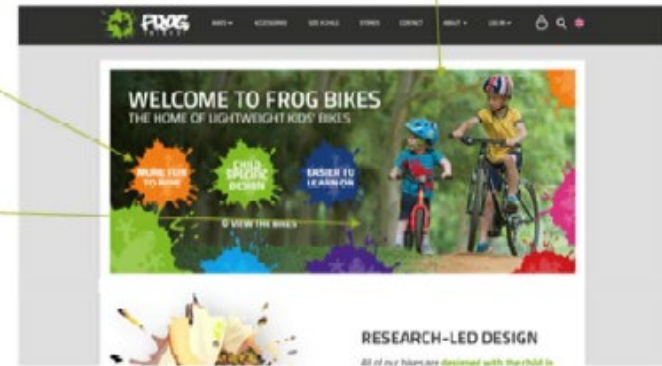 FROG
BIKES
ACCESSORIES
SIZE A CHILD
STORES
CONTACT
ABOUT
LOG IN
WELCOME TO FROG BIKES
THE HOME OF LIGHTWEIGHT KIDS' BIKES
MORE FUN
TO RIDE
CHILD
SPECIFIC
DESIGN
EASIER TO
LEARN ON
VIEW THE BIKES
RESEARCH-LED DESIGN
All of our bikes are designed with the child in